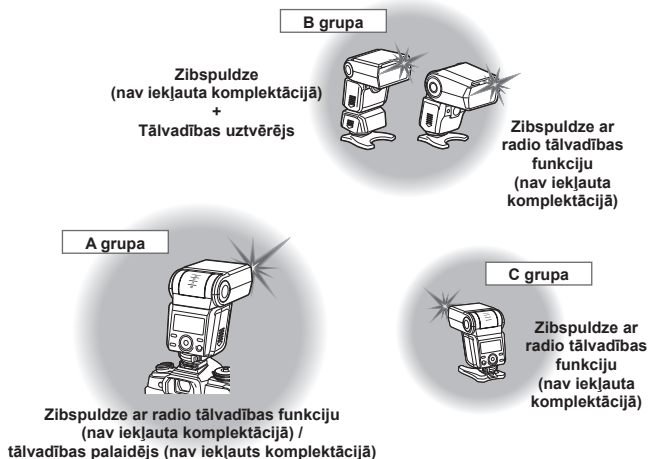 B grupa
Zibspuldze
(nav iekļauta komplektācijā)
+
Tālvadības uztvērējs
Zibspuldze ar
radio tālvadības
funkciju
(nav iekļauta
komplektācijā)
A grupa
Zibspuldze ar radio tālvadības funkciju
(nav iekļauta komplektācijā) /
tālvadības palaidējs (nav iekļauts komplektācijā)
C grupa
Zibspuldze ar
radio tālvadības
funkciju
(nav iekļauta
komplektācijā)